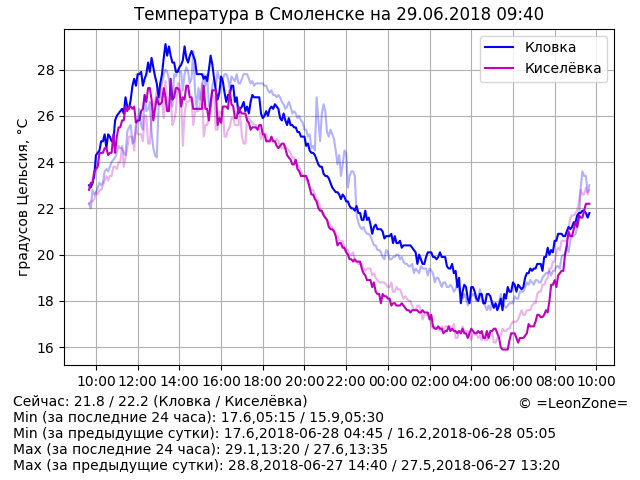 Температура в Смоленске на 29.06.2018 09:40
Кловка
Киселёвка
градусов Цельсия, °C
28
26
24
22
20
18
16
10:00 12:00 14:00 16:00 18:00 20:00 22:00 00:00 02:00 04:00 06:00 08:00 10:00
Сейчас: 21.8 / 22.2 (Кловка / Киселёвка)
© =LeonZone=
Min (за последние 24 часа): 17.6,05:15 / 15.9,05:30
Min (за предыдущие сутки): 17.6,2018-06-28 04:45 / 16.2,2018-06-28 05:05
Max (за последние 24 часа): 29.1,13:20 / 27.6,13:35
Max (за предыдущие сутки): 28.8,2018-06-27 14:40 / 27.5,2018-06-27 13:20